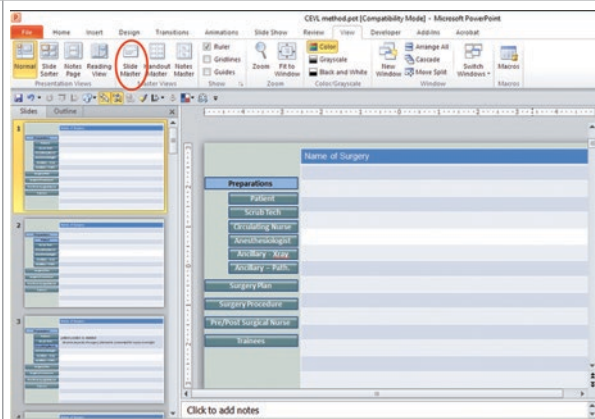 CEVL method.pot [Compatibility Mode] - Microsoft PowerPoint
File Home Insert Design Transitions Animations Slide Show Review View Developer Add-Ins Acrobat
Normal Slide Sorter Notes Page Reading View
Slide Master Handout Master Notes Master
Ruler
Gridlines
Guides
Zoom Fit to Window
Color
Grayscale
Black and White
New Window
Arrange All
Cascade
Move Split
Switch Windows
Macros
Presentation Views Master Views Show Zoom Color/Grayscale Window Macros
Slides Outline
1
2
3
4
Name of Surgery
Preparations
Patient
Scrub Tech
Circulating Nurse
Anesthesiologist
Ancillary - Xray
Ancillary - Path.
Surgery Plan
Surgery Procedure
Pre/Post Surgical Nurse
Trainees
Click to add notes